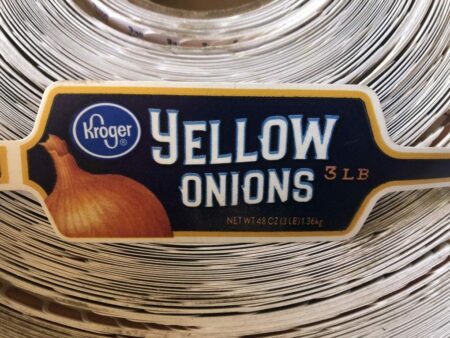 Kroger
YELLOW
ONIONS
3 LB
NET WT 48 OZ (3 LB) 1.36kg